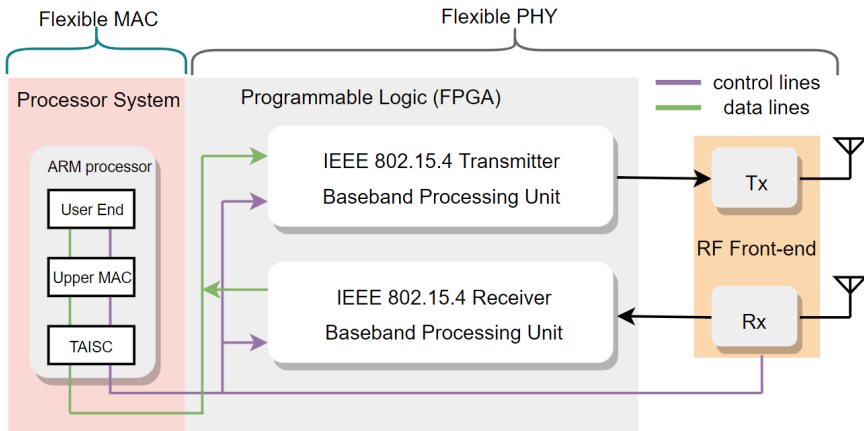 Flexible MAC
Flexible PHY
Processor System
Programmable Logic (FPGA)
control lines
data lines
ARM processor
User End
Upper MAC
TAISC
IEEE 802.15.4 Transmitter
Baseband Processing Unit
IEEE 802.15.4 Receiver
Baseband Processing Unit
Tx
RF Front-end
Rx